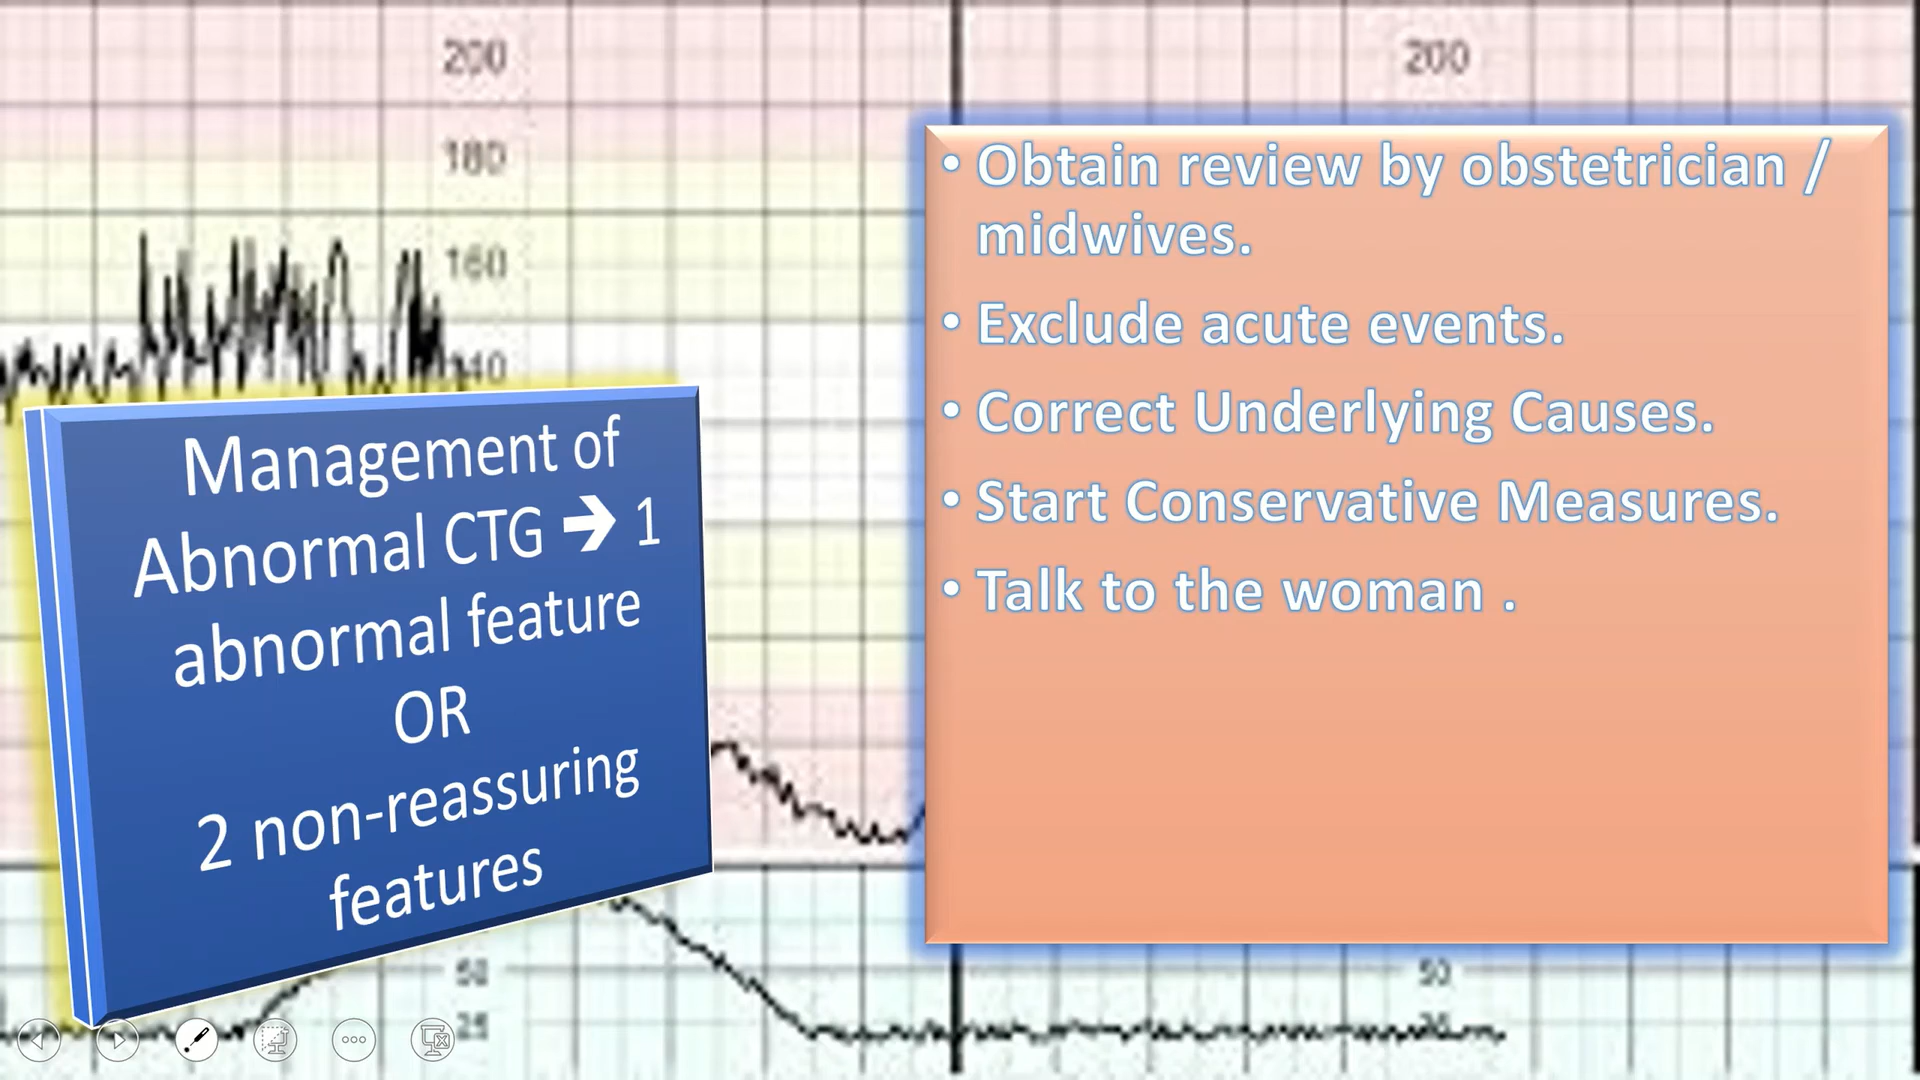 200
200
180
160
140
Management of
Abnormal CTG 🡺 1
abnormal feature
OR
2 non-reassuring
features
• Obtain review by obstetrician /
midwives.
• Exclude acute events.
• Correct Underlying Causes.
• Start Conservative Measures.
• Talk to the woman .
50
50
25